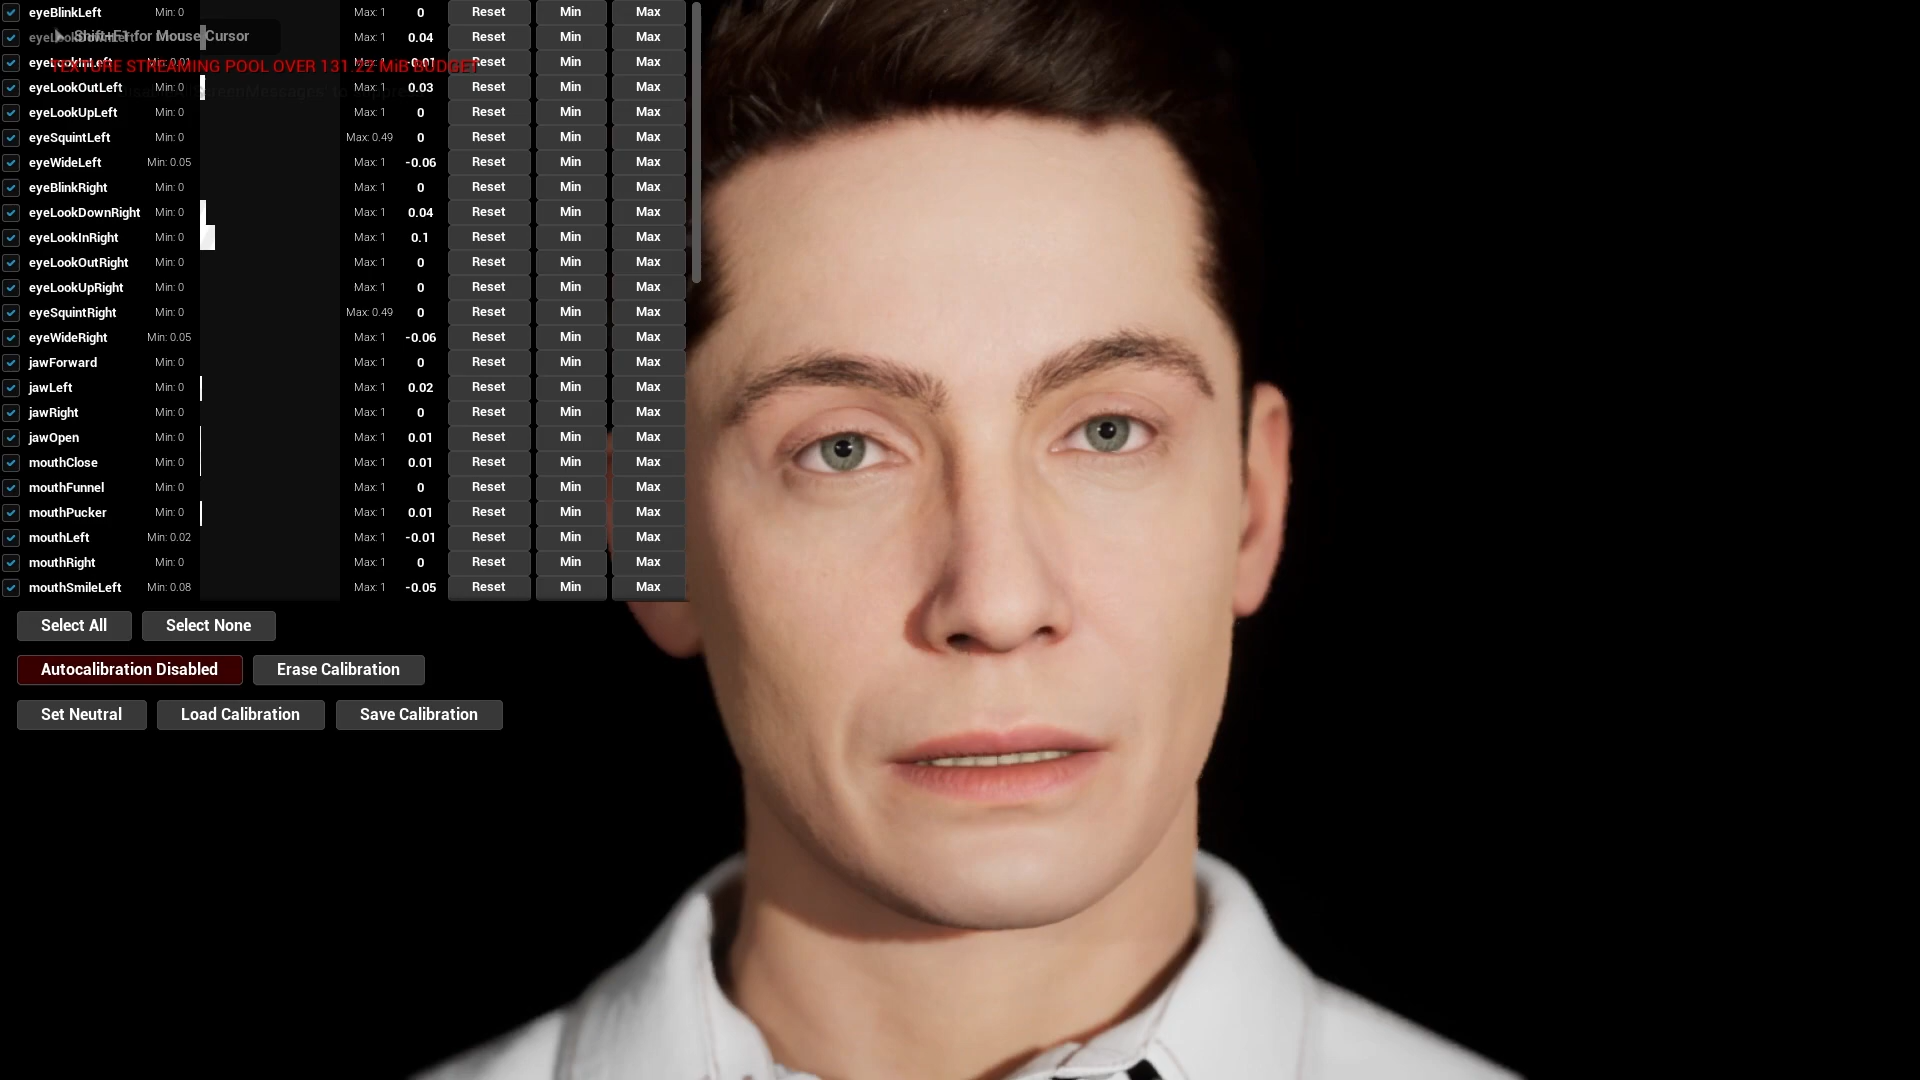 eyeBlinkLeft Min: 0 Max: 1 0 Reset Min Max
eyeLookDownLeft Max: 1 0.04 Reset Min Max
Shift+F1 for Mouse Cursor
eyeLookInLeft Min: 0.01 Max: 1 -0.01 Reset Min Max
TEXTURE STREAMING POOL OVER 131.22 MiB BUDGET
eyeLookOutLeft Min: 0 Max: 1 0.03 Reset Min Max
eyeLookUpLeft Min: 0 Max: 1 0 Reset Min Max
eyeSquintLeft Min: 0 Max: 0.49 0 Reset Min Max
eyeWideLeft Min: 0.05 Max: 1 -0.06 Reset Min Max
eyeBlinkRight Min: 0 Max: 1 0 Reset Min Max
eyeLookDownRight Min: 0 Max: 1 0.04 Reset Min Max
eyeLookInRight Min: 0 Max: 1 0.1 Reset Min Max
eyeLookOutRight Min: 0 Max: 1 0 Reset Min Max
eyeLookUpRight Min: 0 Max: 1 0 Reset Min Max
eyeSquintRight Min: 0 Max: 0.49 0 Reset Min Max
eyeWideRight Min: 0.05 Max: 1 -0.06 Reset Min Max
jawForward Min: 0 Max: 1 0 Reset Min Max
jawLeft Min: 0 Max: 1 0.02 Reset Min Max
jawRight Min: 0 Max: 1 0 Reset Min Max
jawOpen Min: 0 Max: 1 0.01 Reset Min Max
mouthClose Min: 0 Max: 1 0.01 Reset Min Max
mouthFunnel Min: 0 Max: 1 0 Reset Min Max
mouthPucker Min: 0 Max: 1 0.01 Reset Min Max
mouthLeft Min: 0.02 Max: 1 -0.01 Reset Min Max
mouthRight Min: 0 Max: 1 0 Reset Min Max
mouthSmileLeft Min: 0.08 Max: 1 -0.05 Reset Min Max
Select All Select None
Autocalibration Disabled Erase Calibration
Set Neutral Load Calibration Save Calibration